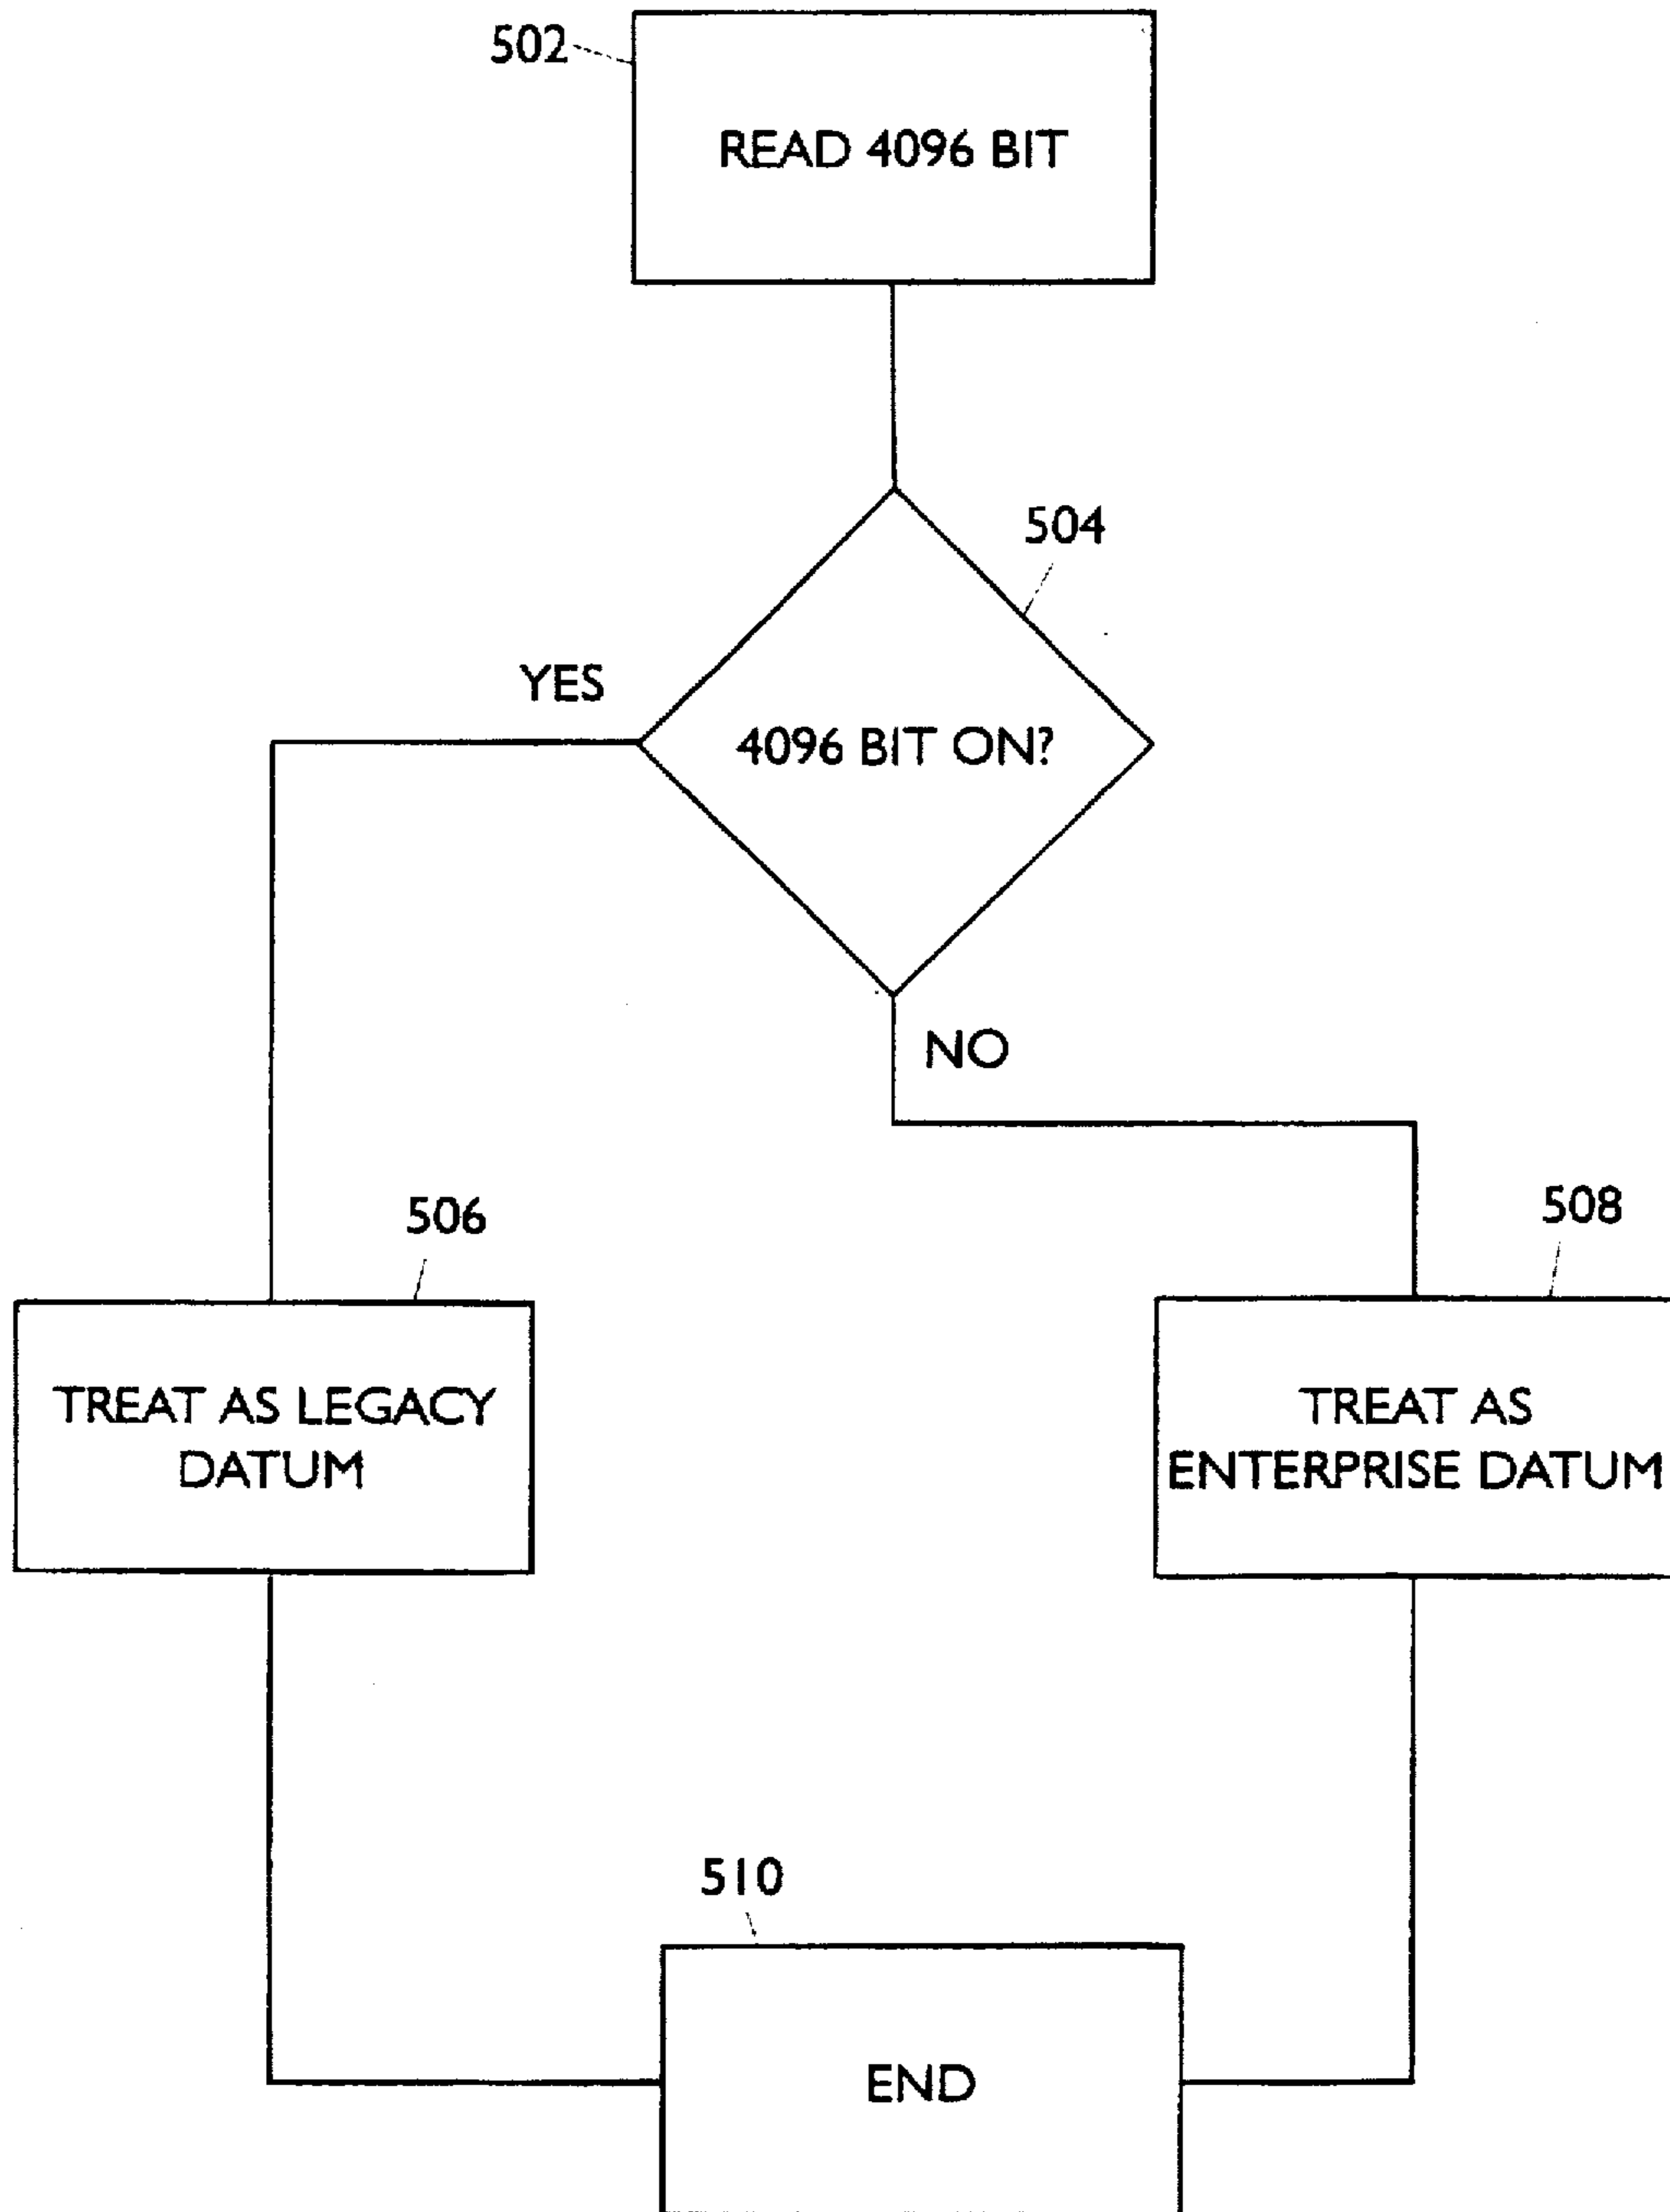 502
READ 4096 BIT
504
YES
4096 BIT ON?
NO
506
508
TREAT AS LEGACY
DATUM
TREAT AS
ENTERPRISE DATUM
510
END